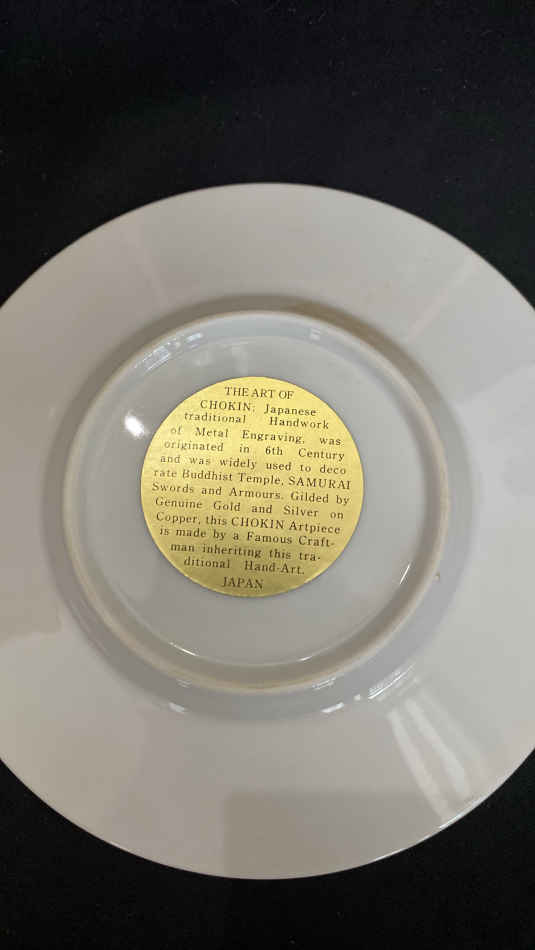 THE ART OF
CHOKIN; Japanese
traditional Handwork
of Metal Engraving, was
originated in 6th Century
and was widely used to deco
rate Buddhist Temple, SAMURAI
Swords and Armours. Gilded by
Genuine Gold and Silver on
Copper, this CHOKIN Artpiece
is made by a Famous Craft-
man inheriting this tra-
ditional Hand-Art.
JAPAN